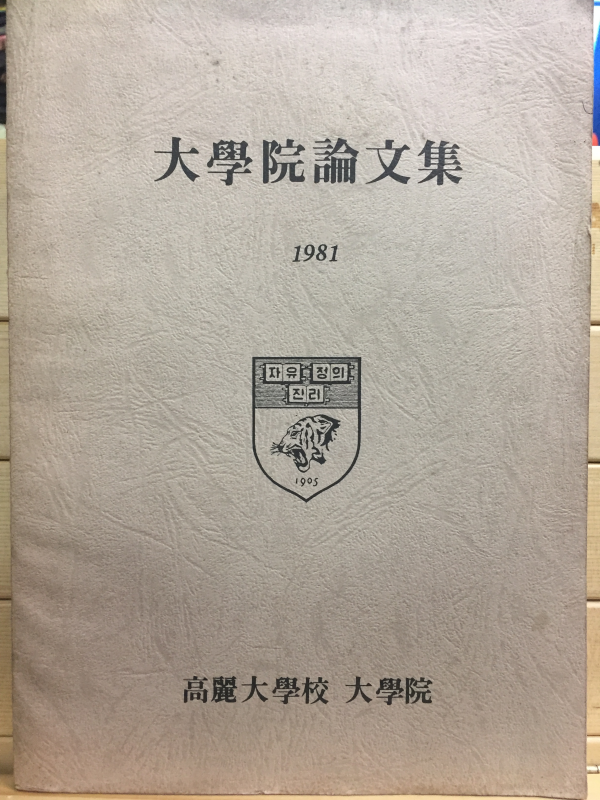 大學院論文集
1981
자유 정의
진리
1905
高麗大學校 大學院